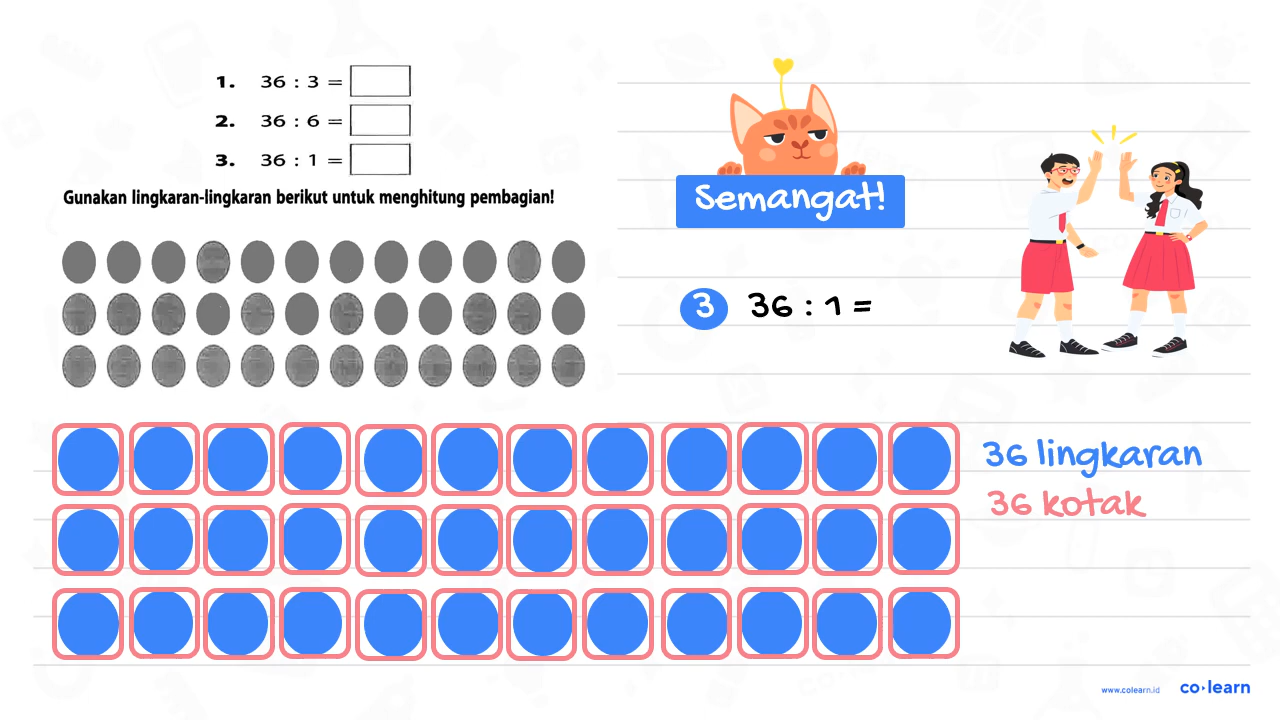 1. 36 : 3 =
2. 36 : 6 =
3. 36 : 1 =
Gunakan lingkaran-lingkaran berikut untuk menghitung pembagian!
Semangat!
3 36 : 1 =
36 lingkaran
36 kotak
www.colearn.id co·learn